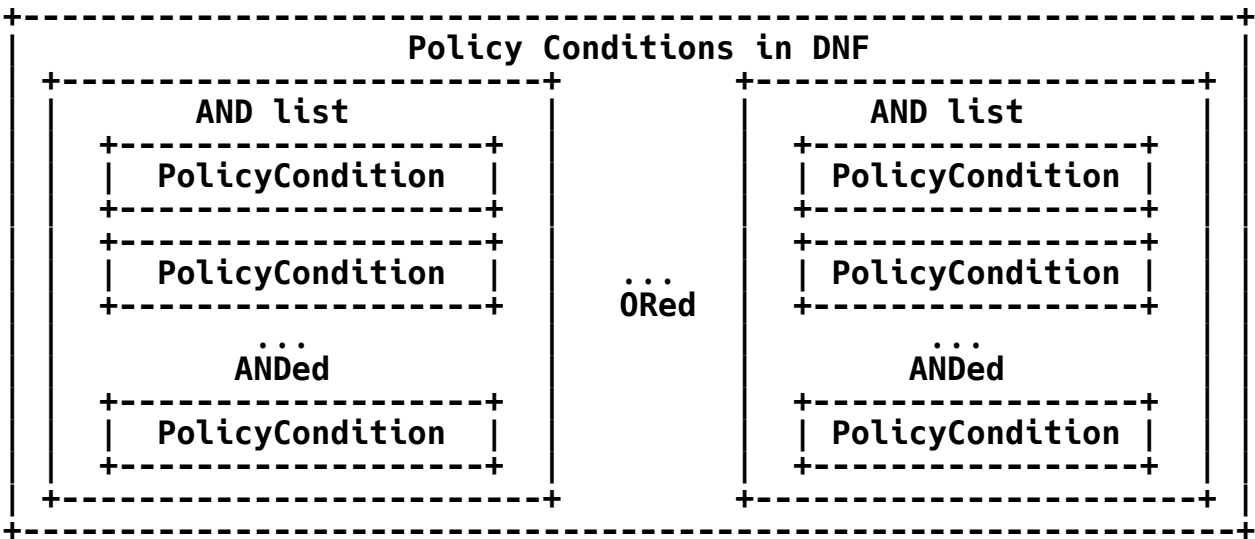 Policy Conditions in DNF
AND list AND list
PolicyCondition PolicyCondition
PolicyCondition PolicyCondition
...
ORed
... ...
ANDed ANDed
PolicyCondition PolicyCondition